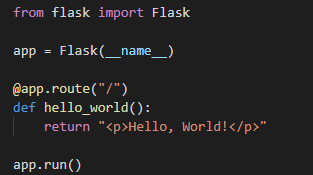 from flask import Flask
app = Flask(__name__)
@app.route("/")
def hello_world():
    return "<p>Hello, World!</p>"
app.run()